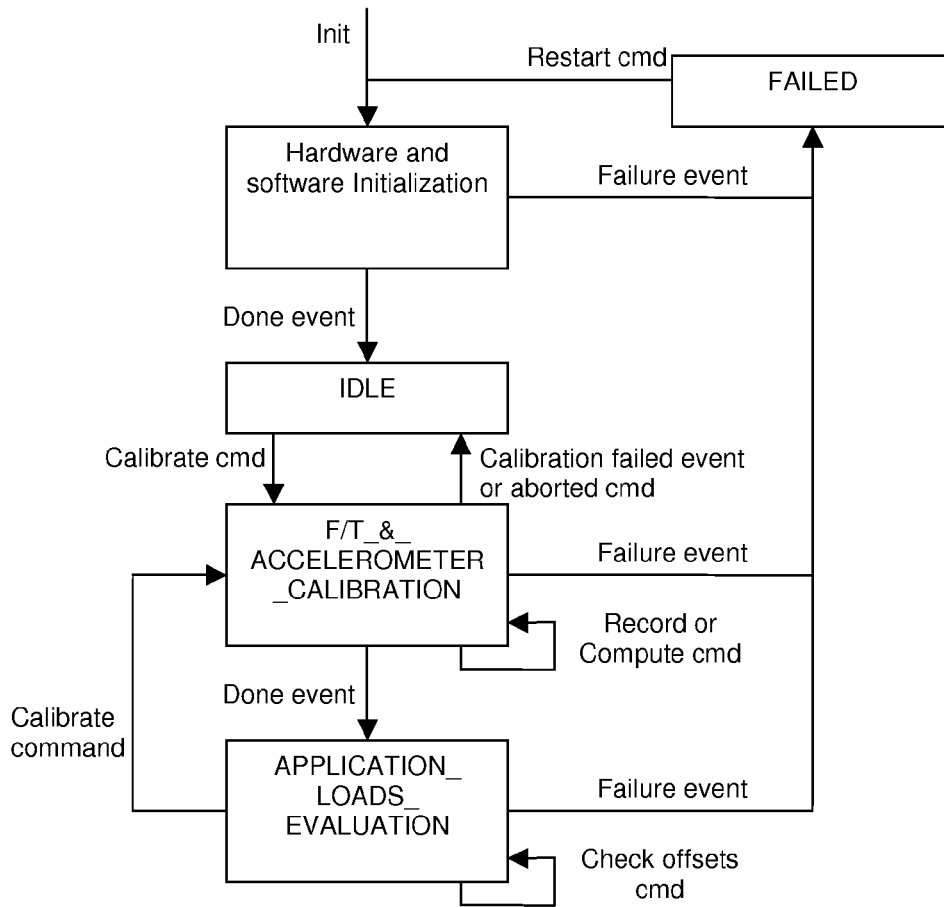 Init
Restart cmd
FAILED
Hardware and
software Initialization
Failure event
Done event
IDLE
Calibrate cmd
Calibration failed event
or aborted cmd
F/T_&_
ACCELEROMETER
_CALIBRATION
Failure event
Record or
Compute cmd
Done event
Calibrate
command
APPLICATION_
LOADS_
EVALUATION
Failure event
Check offsets
cmd